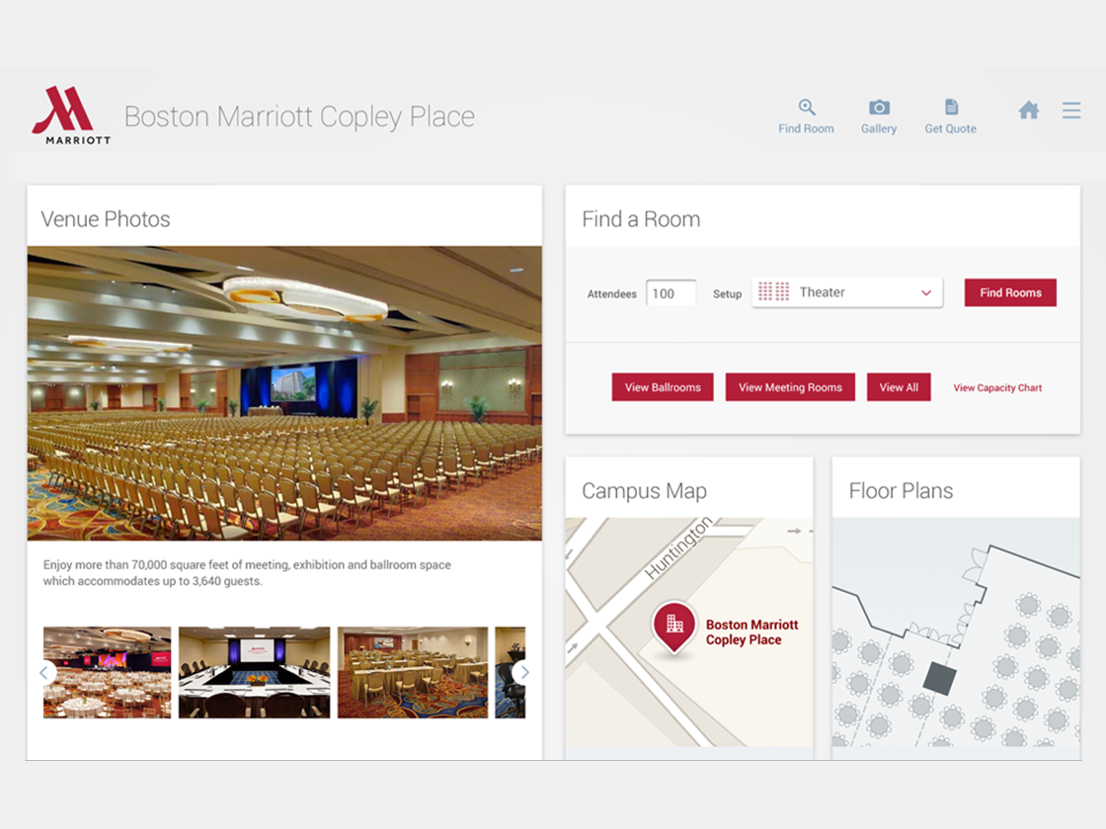 MARRIOTT
Boston Marriott Copley Place
Find Room
Gallery
Get Quote
Venue Photos
Enjoy more than 70,000 square feet of meeting, exhibition and ballroom space
which accommodates up to 3,640 guests.
Find a Room
Attendees
100
Setup
Theater
Find Rooms
View Ballrooms
View Meeting Rooms
View All
View Capacity Chart
Campus Map
Huntington
Boston Marriott
Copley Place
Floor Plans